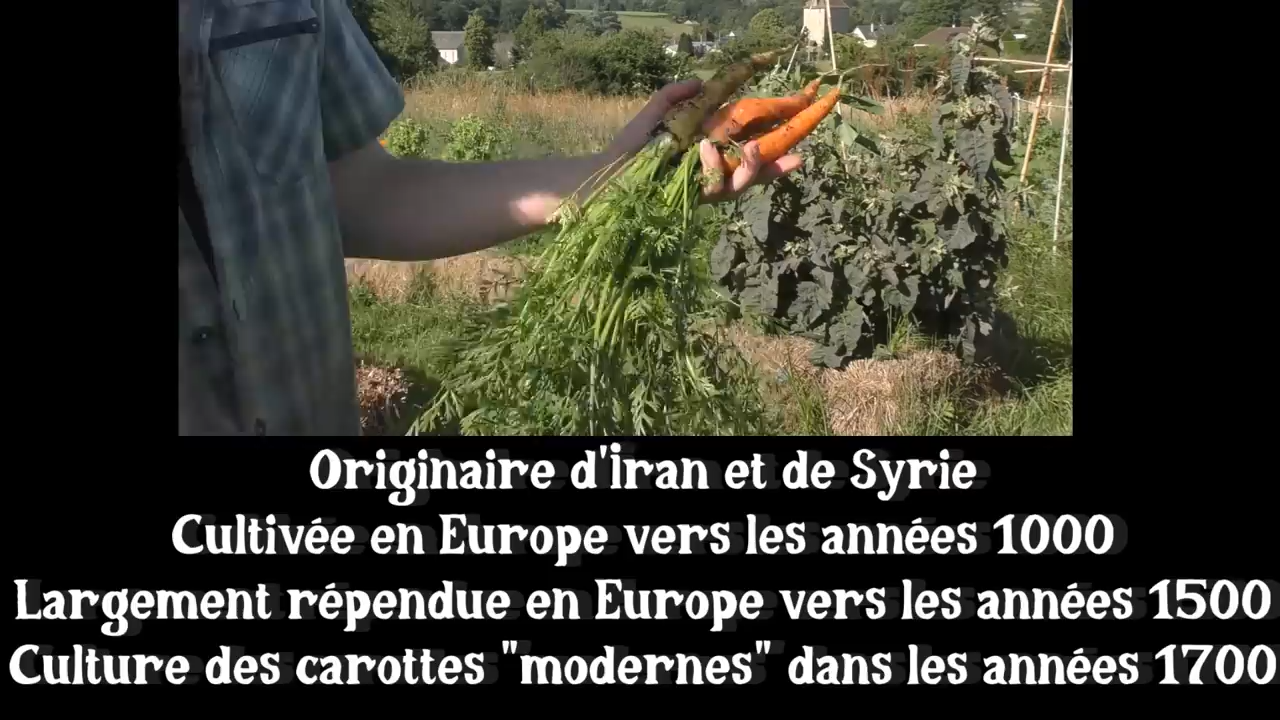 Originaire d'Iran et de Syrie
Cultivée en Europe vers les années 1000
Largement répendue en Europe vers les années 1500
Culture des carottes "modernes" dans les années 1700